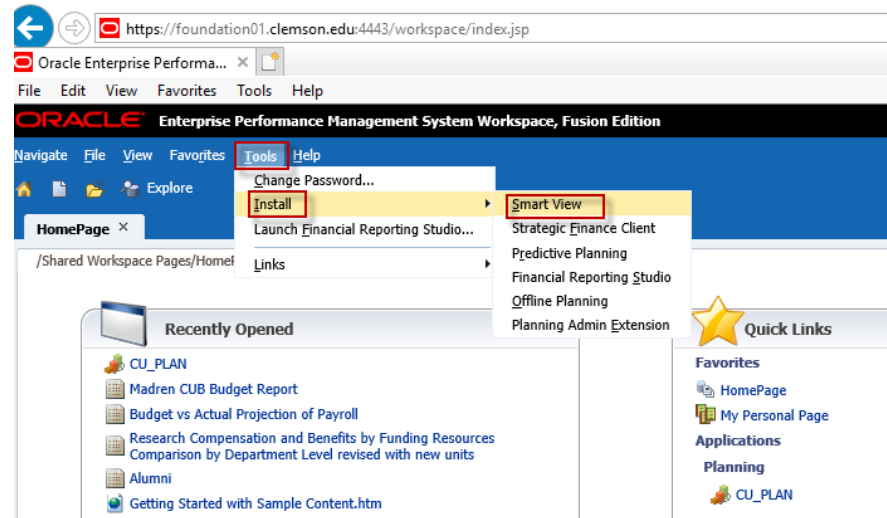 https://foundation01.clemson.edu:4443/workspace/index.jsp
Oracle Enterprise Performa...
File Edit View Favorites Tools Help
ORACLE Enterprise Performance Management System Workspace, Fusion Edition
Navigate File View Favorites Tools Help
Explore
Change Password...
Install
Launch Financial Reporting Studio...
Links
Smart View
Strategic Finance Client
Predictive Planning
Financial Reporting Studio
Offline Planning
Planning Admin Extension
HomePage
/Shared Workspace Pages/HomeP
Recently Opened
CU_PLAN
Madren CUB Budget Report
Budget vs Actual Projection of Payroll
Research Compensation and Benefits by Funding Resources
Comparison by Department Level revised with new units
Alumni
Getting Started with Sample Content.htm
Quick Links
Favorites
HomePage
My Personal Page
Applications
Planning
CU_PLAN